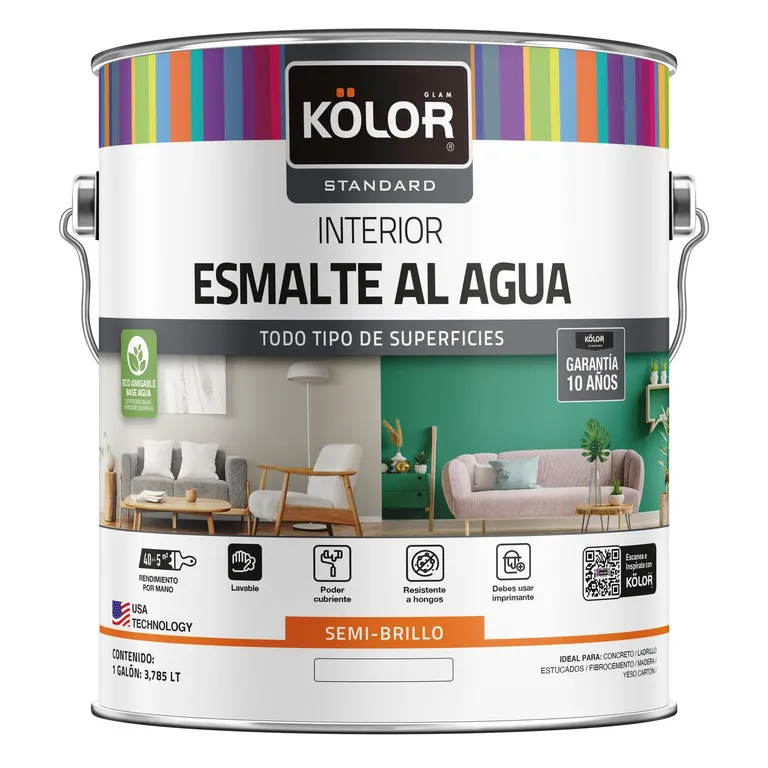 GLAM
KÖLOR®
STANDARD
INTERIOR
ESMALTE AL AGUA
TODO TIPO DE SUPERFICIES
KÖLOR
GARANTÍA
10 AÑOS
ECO AMIGABLE
BASE AGUA
40+-5 m²
RENDIMIENTO
POR MANO
Lavable
Poder
cubriente
Resistente
a hongos
Debes usar
imprimante
Escanea e
Inspírate con
KÖLOR
USA
TECHNOLOGY
SEMI-BRILLO
CONTENIDO:
1 GALÓN: 3,785 LT
IDEAL PARA: CONCRETO / LADRILLO
ESTUCADOS / FIBROCEMENTO / MADERA /
YESO CARTÓN /